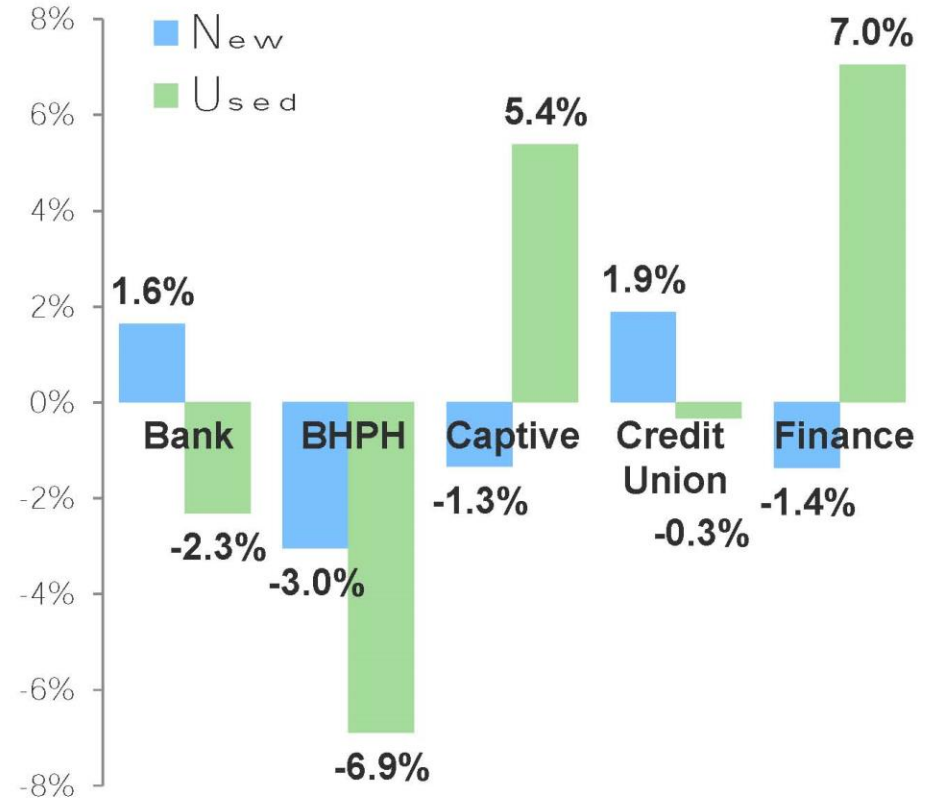 8%
6%
4%
2%
0%
-2%
-4%
-6%
-8%
New
Used
1.6%
-2.3%
-3.0%
-6.9%
-1.3%
5.4%
1.9%
-0.3%
-1.4%
7.0%
Bank
BHPH
Captive
Credit
Union
Finance